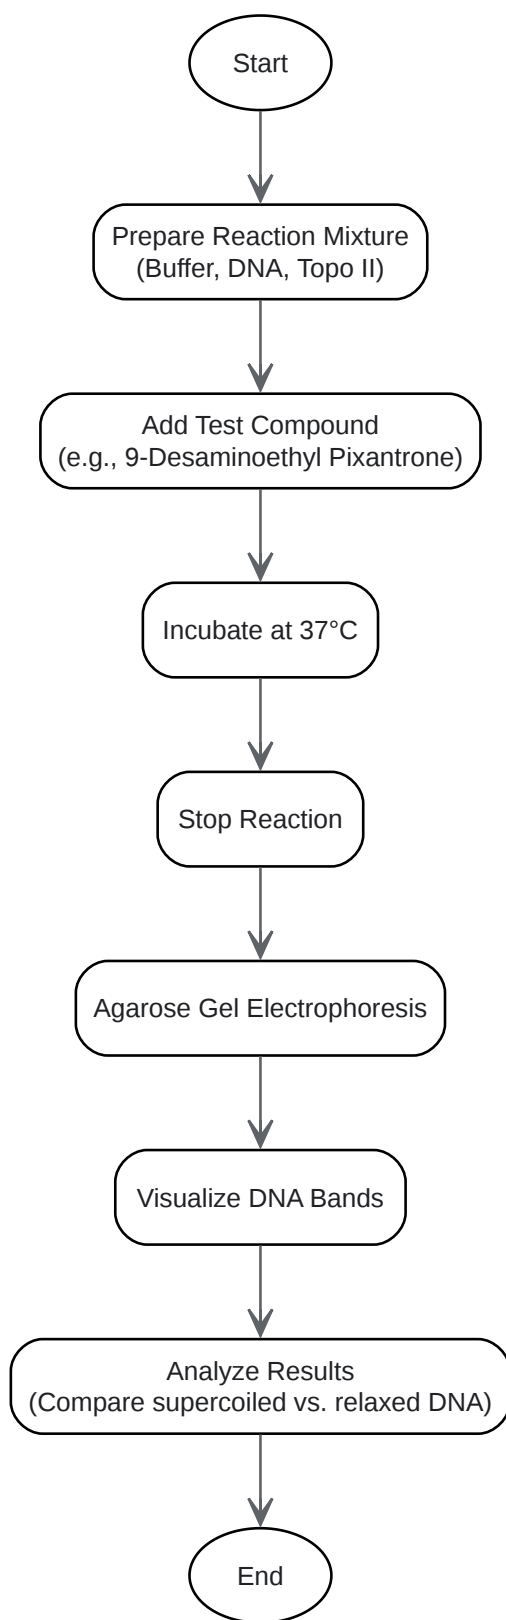 Start
Prepare Reaction Mixture
(Buffer, DNA, Topo II)
Add Test Compound
(e.g., 9-Desaminoethyl Pixantrone)
Incubate at 37°C
Stop Reaction
Agarose Gel Electrophoresis
Visualize DNA Bands
Analyze Results
(Compare supercoiled vs. relaxed DNA)
End